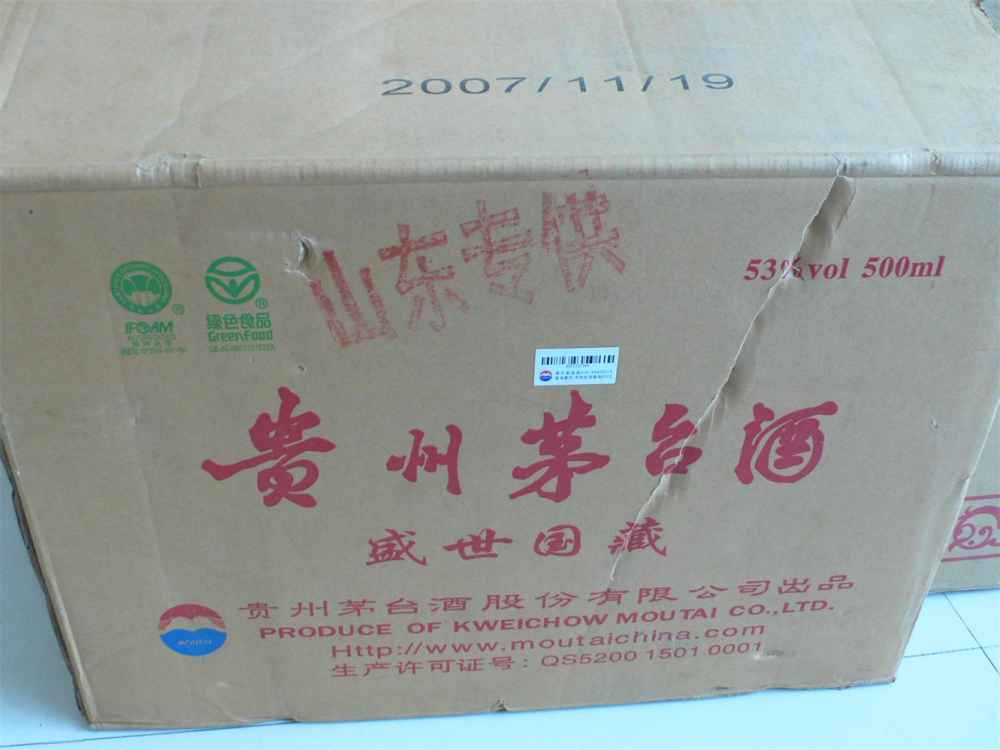 2007/11/19
山东专供
53%vol 500ml
IFOAM
绿色食品
GreenFood
贵州茅台酒
盛世国藏
贵州茅台酒股份有限公司出品
PRODUCE OF KWEICHOW MOUTAI CO.,LTD.
Http://www.moutaichina.com
生产许可证号：QS5200 1501 0001
MOUTAI